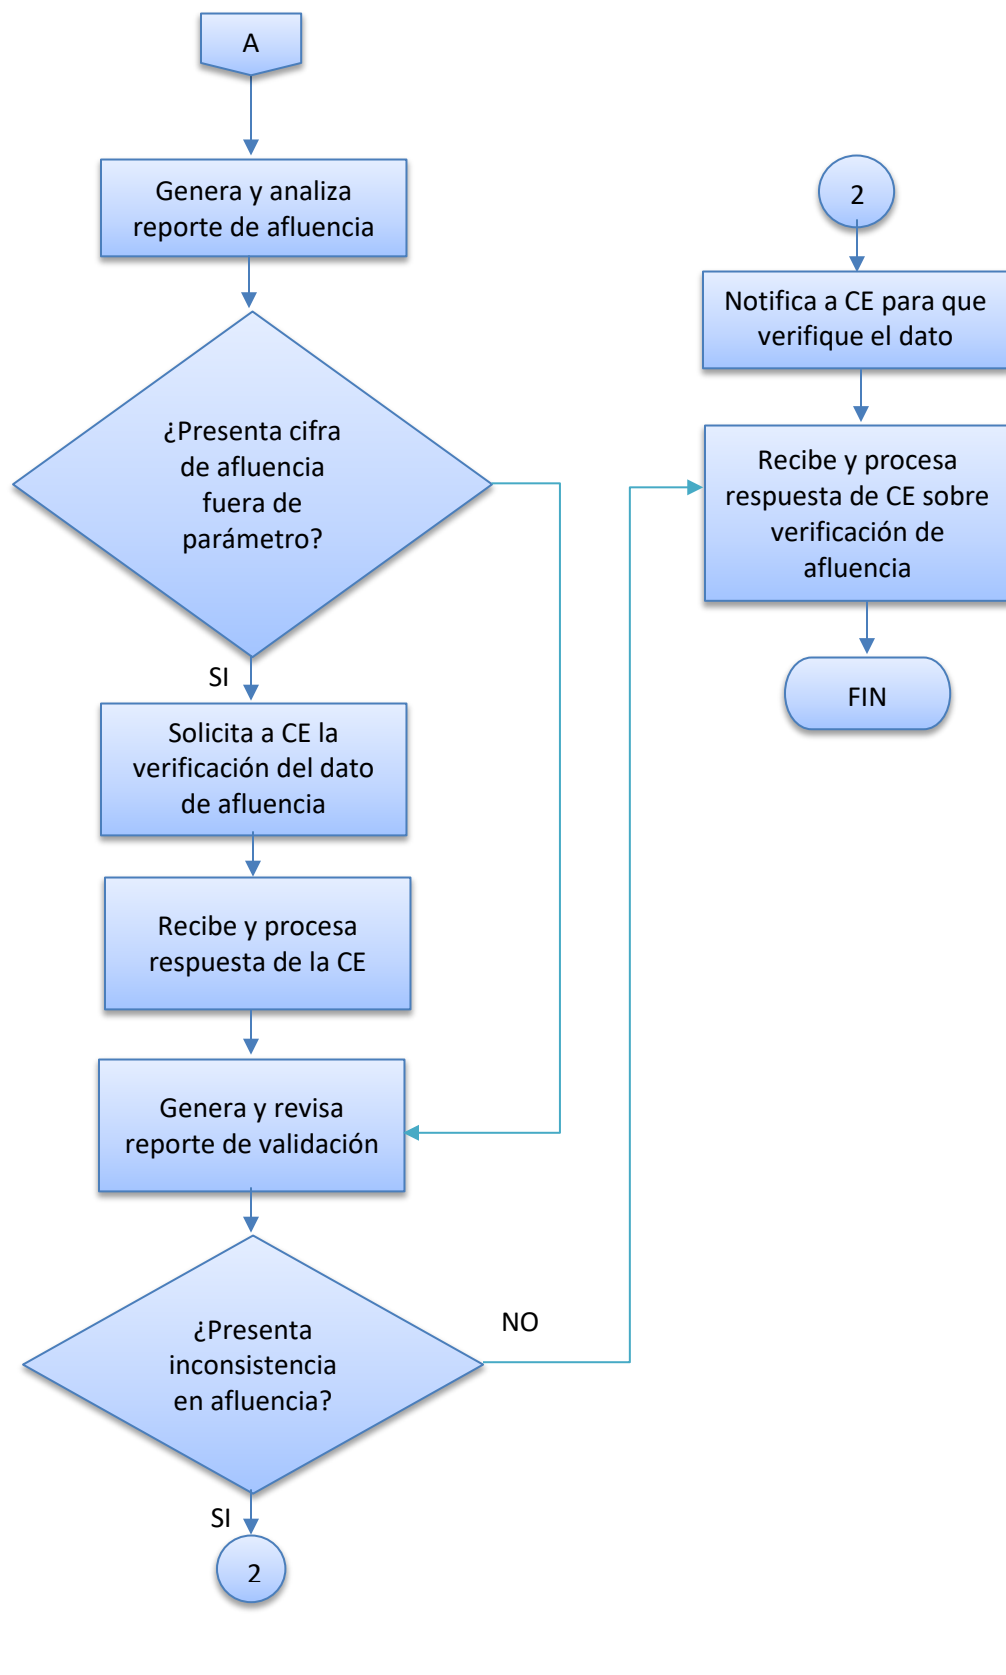 A
Genera y analiza
reporte de afluencia
¿Presenta cifra
de afluencia
fuera de
parámetro?
SI
Solicita a CE la
verificación del dato
de afluencia
Recibe y procesa
respuesta de la CE
Genera y revisa
reporte de validación
¿Presenta
inconsistencia
en afluencia?
NO
SI
2
2
Notifica a CE para que
verifique el dato
Recibe y procesa
respuesta de CE sobre
verificación de
afluencia
FIN